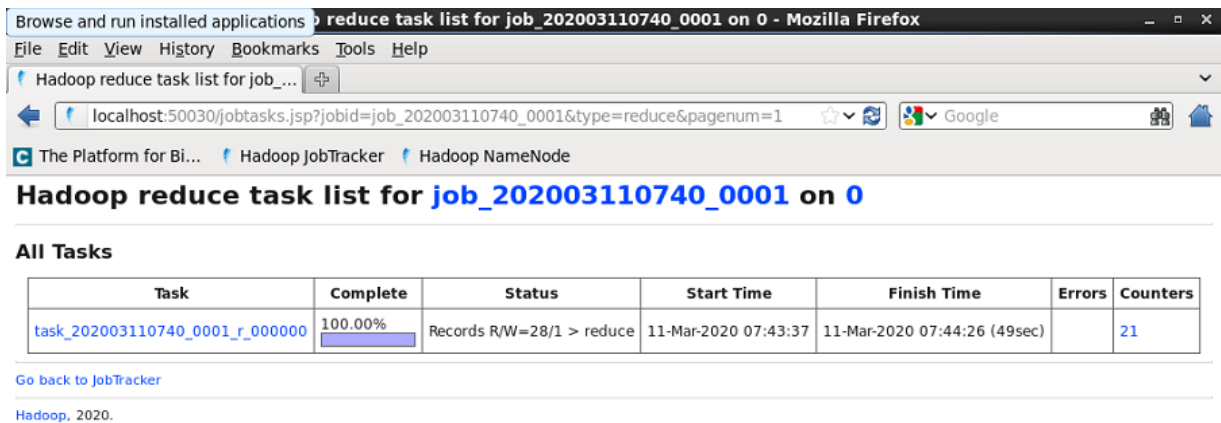 Browse and run installed applications p reduce task list for job_202003110740_0001 on 0 - Mozilla Firefox
File Edit View History Bookmarks Tools Help
Hadoop reduce task list for job_...
localhost:50030/jobtasks.jsp?jobid=job_202003110740_0001&type=reduce&pagenum=1 Google
The Platform for Bi... Hadoop JobTracker Hadoop NameNode
Hadoop reduce task list for job_202003110740_0001 on 0
All Tasks
Task Complete Status Start Time Finish Time Errors Counters
task_202003110740_0001_r_000000 100.00% Records R/W=28/1 > reduce 11-Mar-2020 07:43:37 11-Mar-2020 07:44:26 (49sec) 21
Go back to JobTracker
Hadoop, 2020.